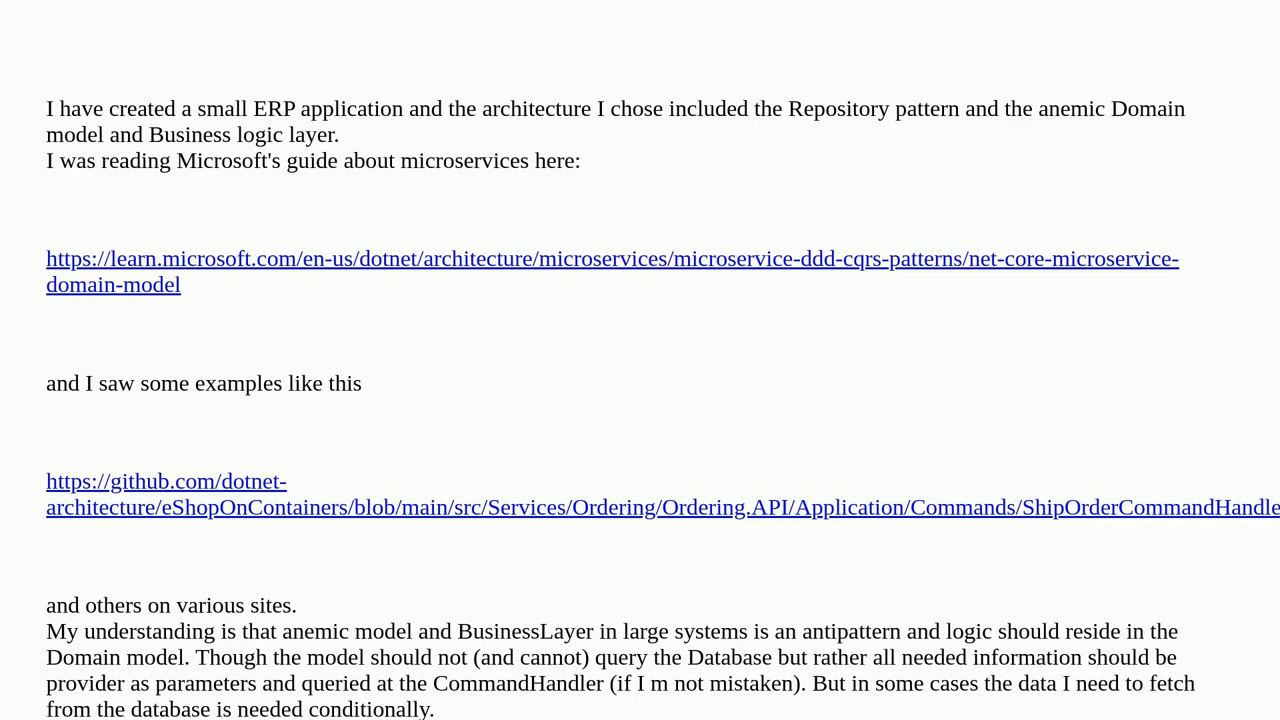 I have created a small ERP application and the architecture I chose included the Repository pattern and the anemic Domain
model and Business logic layer.
I was reading Microsoft's guide about microservices here:
https://learn.microsoft.com/en-us/dotnet/architecture/microservices/microservice-ddd-cqrs-patterns/net-core-microservice-
domain-model
and I saw some examples like this
https://github.com/dotnet-
architecture/eShopOnContainers/blob/main/src/Services/Ordering/Ordering.API/Application/Commands/ShipOrderCommandHandle
and others on various sites.
My understanding is that anemic model and BusinessLayer in large systems is an antipattern and logic should reside in the
Domain model. Though the model should not (and cannot) query the Database but rather all needed information should be
provider as parameters and queried at the CommandHandler (if I m not mistaken). But in some cases the data I need to fetch
from the database is needed conditionally.